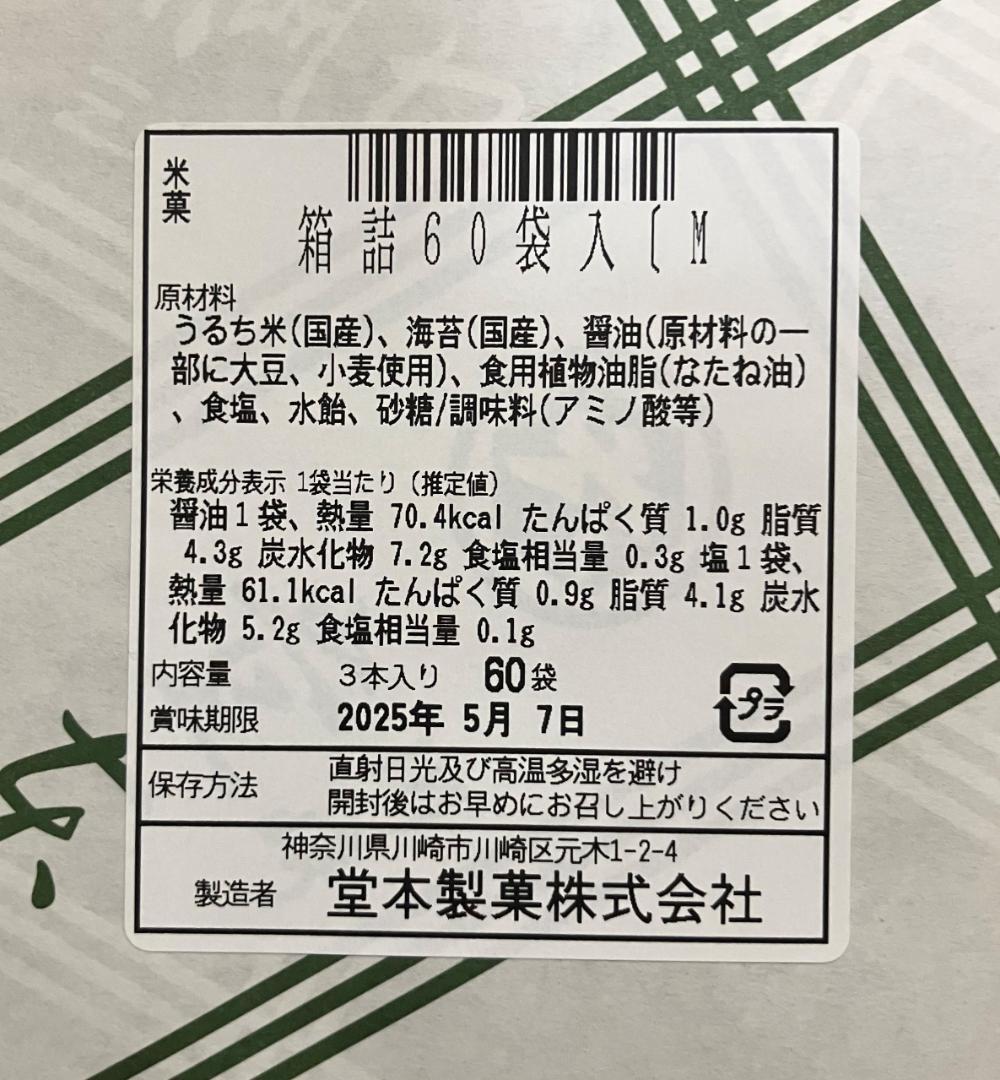 米菓
箱詰60袋入〔M
原材料
うるち米(国産)、海苔(国産)、醤油(原材料の一
部に大豆、小麦使用)、食用植物油脂(なたね油)
、食塩、水飴、砂糖/調味料(アミノ酸等)
栄養成分表示 1袋当たり (推定値)
醤油1袋、熱量 70.4kcal たんぱく質 1.0g 脂質
4.3g 炭水化物 7.2g 食塩相当量 0.3g 塩1袋、
熱量 61.1kcal たんぱく質 0.9g 脂質 4.1g 炭水
化物 5.2g 食塩相当量 0.1g
内容量 3本入り 60袋
賞味期限 2025年 5月 7日
プラ
保存方法
直射日光及び高温多湿を避け
開封後はお早めにお召し上がりください
神奈川県川崎市川崎区元木1-2-4
製造者 堂本製菓株式会社